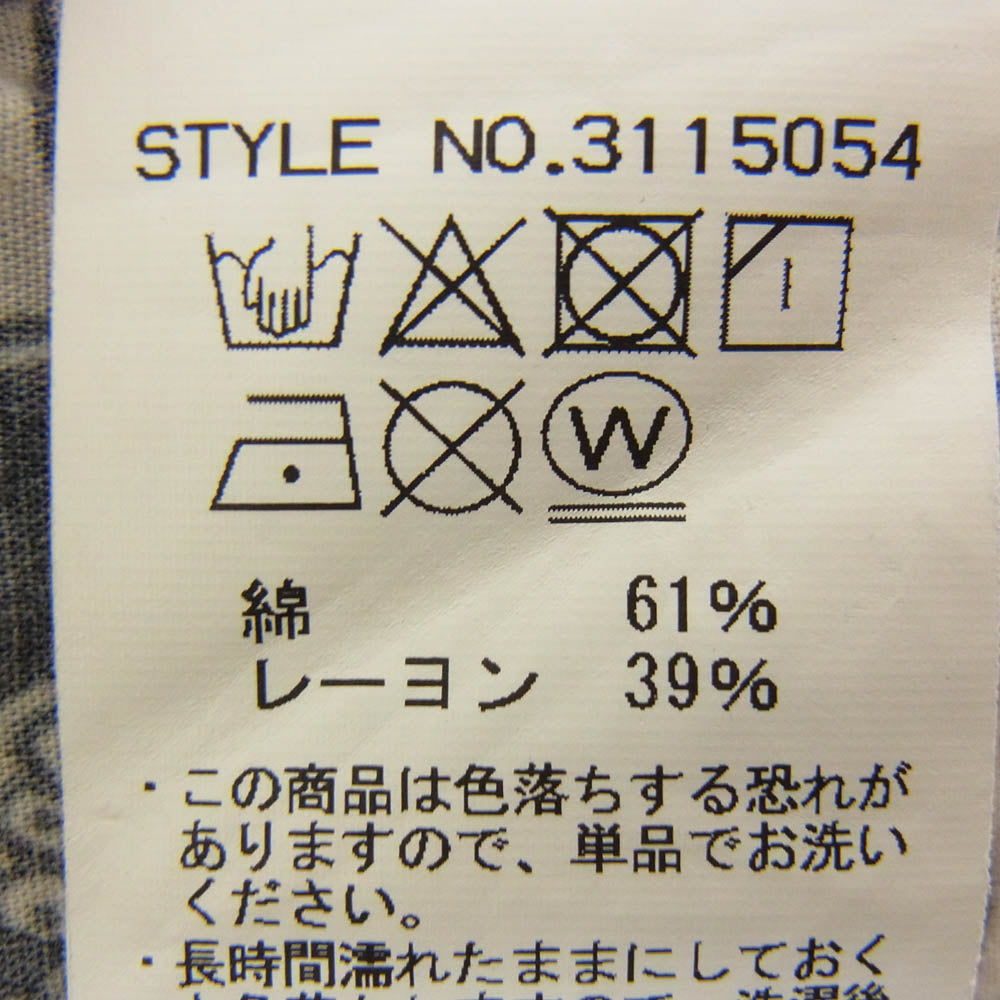 STYLE NO.3115054
W
綿 61%
レーヨン 39%
・この商品は色落ちする恐れが
ありますので、単品でお洗い
ください。
・長時間濡れたままにしておく